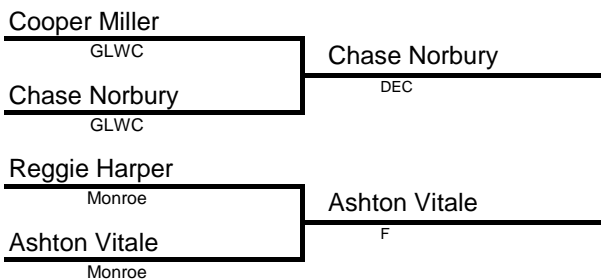 Cooper Miller
GLWC
Chase Norbury
DEC
Chase Norbury
GLWC
Reggie Harper
Monroe
Ashton Vitale
F
Ashton Vitale
Monroe